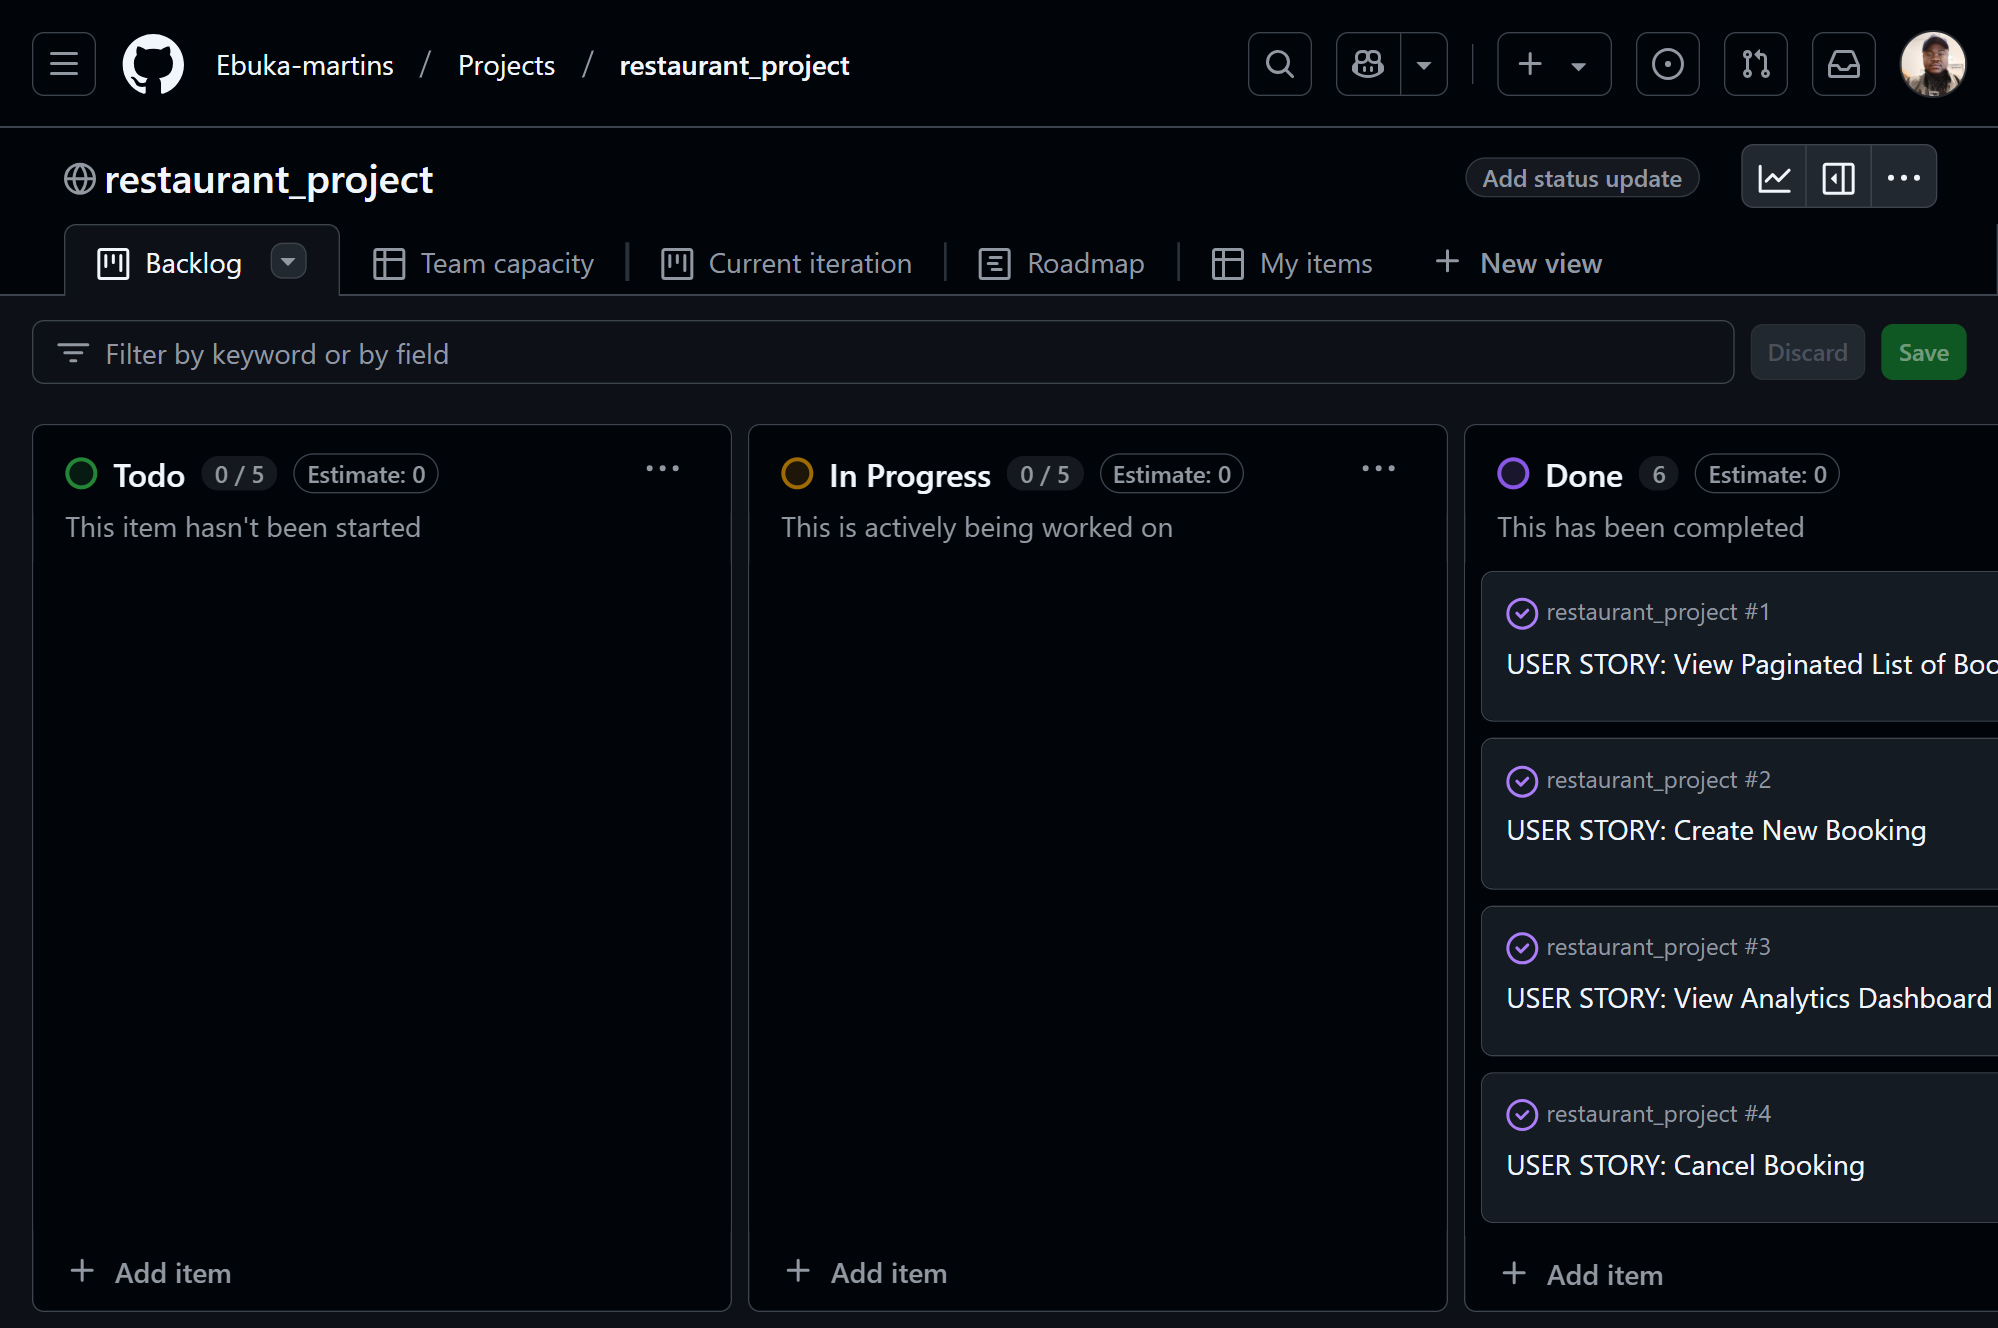 Ebuka-martins / Projects / restaurant_project
restaurant_project
Add status update
Backlog
Team capacity
Current iteration
Roadmap
My items
New view
Filter by keyword or by field
Discard
Save
Todo 0 / 5 Estimate: 0
This item hasn't been started
Add item
In Progress 0 / 5 Estimate: 0
This is actively being worked on
Add item
Done 6 Estimate: 0
This has been completed
restaurant_project #1
USER STORY: View Paginated List of Boo
restaurant_project #2
USER STORY: Create New Booking
restaurant_project #3
USER STORY: View Analytics Dashboard
restaurant_project #4
USER STORY: Cancel Booking
Add item